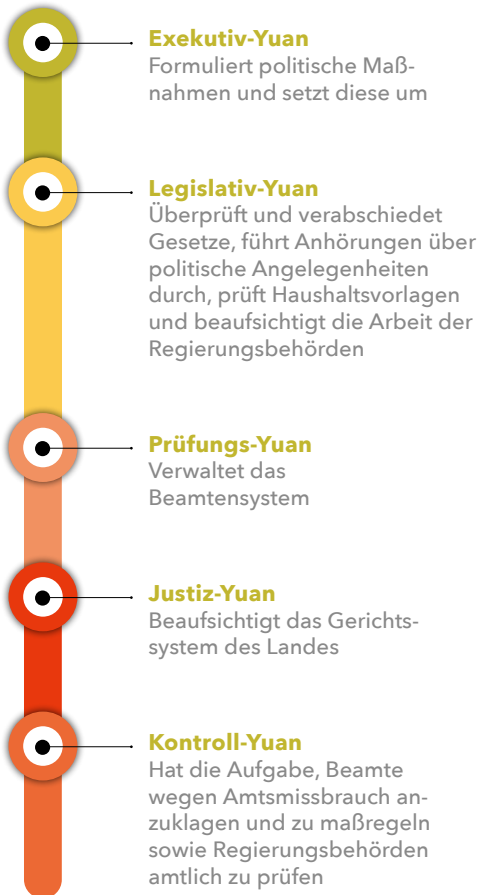 Exekutiv-Yuan
Formuliert politische Maß-
nahmen und setzt diese um
Legislativ-Yuan
Überprüft und verabschiedet
Gesetze, führt Anhörungen über
politische Angelegenheiten
durch, prüft Haushaltsvorlagen
und beaufsichtigt die Arbeit der
Regierungsbehörden
Prüfungs-Yuan
Verwaltet das
Beamtensystem
Justiz-Yuan
Beaufsichtigt das Gerichts-
system des Landes
Kontroll-Yuan
Hat die Aufgabe, Beamte
wegen Amtsmissbrauch an-
zuklagen und zu maßregeln
sowie Regierungsbehörden
amtlich zu prüfen